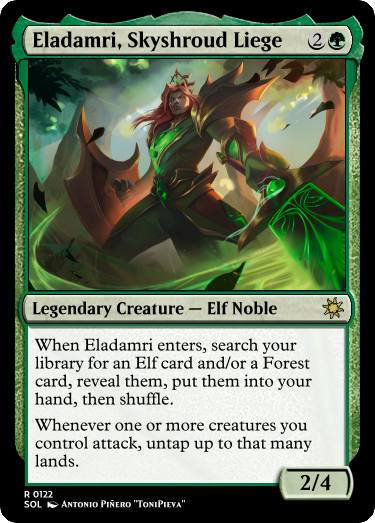 Eladamri, Skyshroud Liege 2
Legendary Creature — Elf Noble
When Eladamri enters, search your
library for an Elf card and/or a Forest
card, reveal them, put them into your
hand, then shuffle.
Whenever one or more creatures you
control attack, untap up to that many
lands.
2/4
R 0122
SOL Antonio Piñero "ToniPieva"